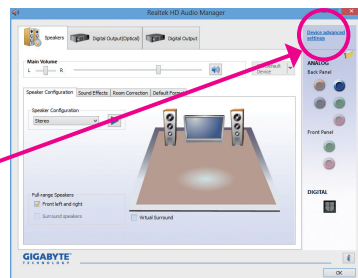 Realtek HD Audio Manager
Speakers
Digital Output(Optical)
Digital Output
Device advanced
settings
Main Volume
L
R
Device
ANALOG
Back Panel
Speaker Configuration
Sound Effects
Room Correction
Default Format
Speaker Configuration
Stereo
Front Panel
Full-range Speakers
Front left and right
Surround speakers
Virtual Surround
DIGITAL
GIGABYTE
TECHNOLOGY
OK